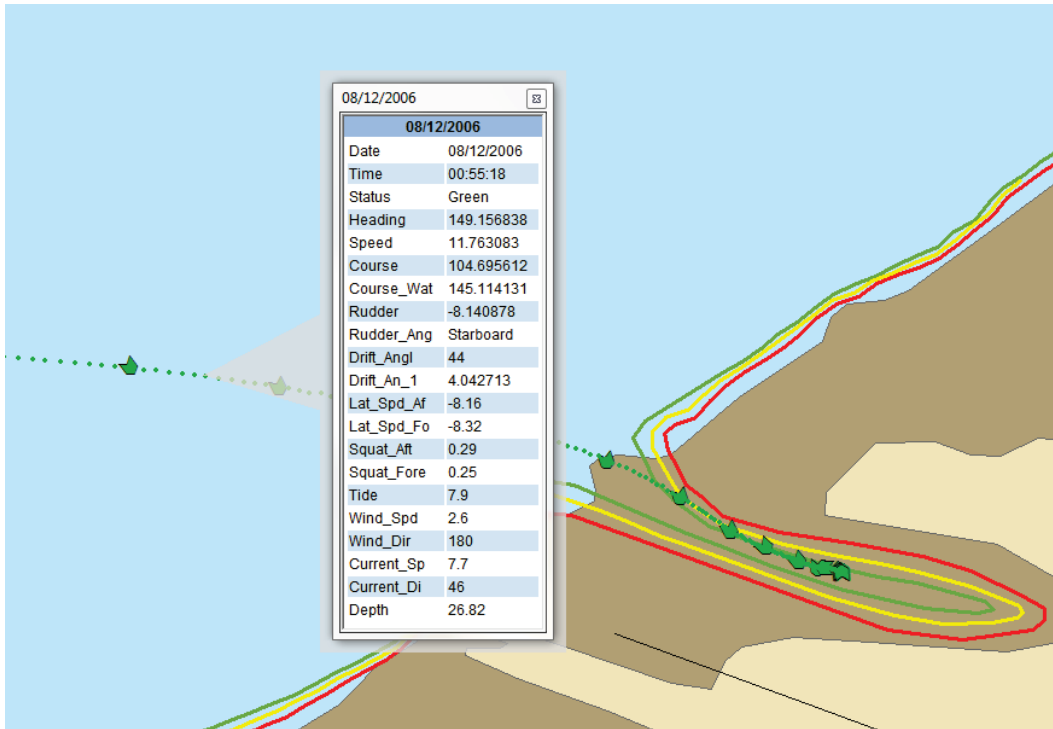 08/12/2006
08/12/2006
Date 08/12/2006
Time 00:55:18
Status Green
Heading 149.156838
Speed 11.763083
Course 104.695612
Course_Wat 145.114131
Rudder -8.140878
Rudder_Ang Starboard
Drift_Angl 44
Drift_An_1 4.042713
Lat_Spd_Af -8.16
Lat_Spd_Fo -8.32
Squat_Aft 0.29
Squat_Fore 0.25
Tide 7.9
Wind_Spd 2.6
Wind_Dir 180
Current_Sp 7.7
Current_Di 46
Depth 26.82